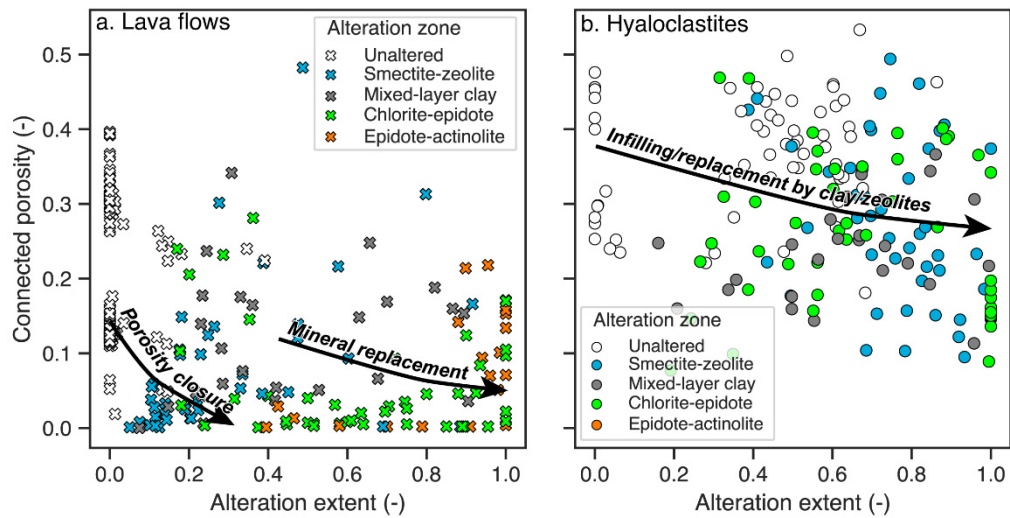 a. Lava flows
Alteration zone
Unaltered
Smectite-zeolite
Mixed-layer clay
Chlorite-epidote
Epidote-actinolite
Porosity closure
Mineral replacement
Connected porosity (-)
0.5
0.4
0.3
0.2
0.1
0.0
0.0 0.2 0.4 0.6 0.8 1.0
Alteration extent (-)
b. Hyaloclastites
Infilling/replacement by clay/zeolites
Alteration zone
Unaltered
Smectite-zeolite
Mixed-layer clay
Chlorite-epidote
Epidote-actinolite
0.0 0.2 0.4 0.6 0.8 1.0
Alteration extent (-)